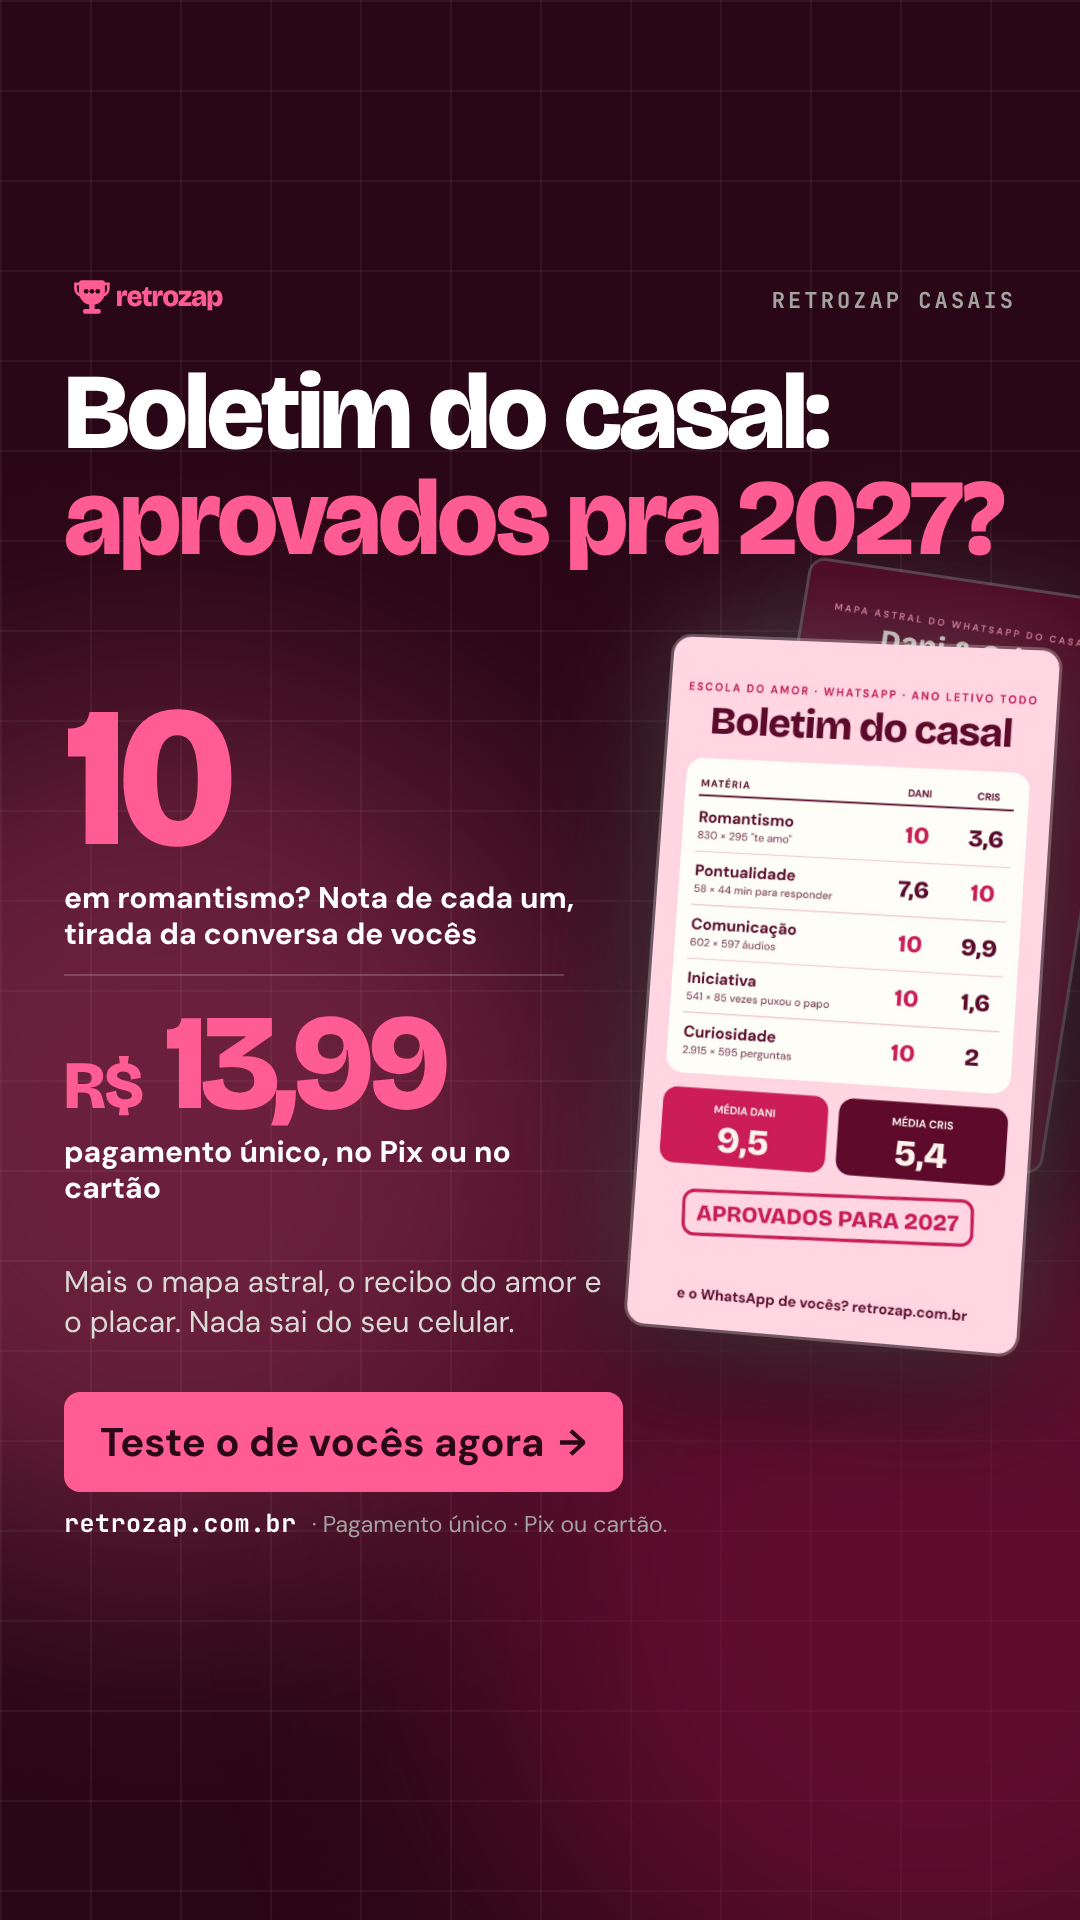 retrozap
RETROZAP CASAIS
Boletim do casal:
aprovados pra 2027?
10
em romantismo? Nota de cada um,
tirada da conversa de vocês
R$ 13,99
pagamento único, no Pix ou no
cartão
Mais o mapa astral, o recibo do amor e
o placar. Nada sai do seu celular.
Teste o de vocês agora →
retrozap.com.br · Pagamento único · Pix ou cartão.
MAPA ASTRAL DO WHATSAPP DO
Dani &
ESCOLA DO AMOR · WHATSAPP · ANO LETIVO TODO
Boletim do casal
MATÉRIA DANI CRIS
Romantismo 10 3,6
830 × 295 "te amo"
Pontualidade 7,6 10
58 × 44 min para responder
Comunicação 10 9,9
602 × 597 áudios
Iniciativa 10 1,6
541 × 85 vezes puxou o papo
Curiosidade 10 2
2.915 × 595 perguntas
MÉDIA DANI MÉDIA CRIS
9,5 5,4
APROVADOS PARA 2027
e o WhatsApp de vocês? retrozap.com.br